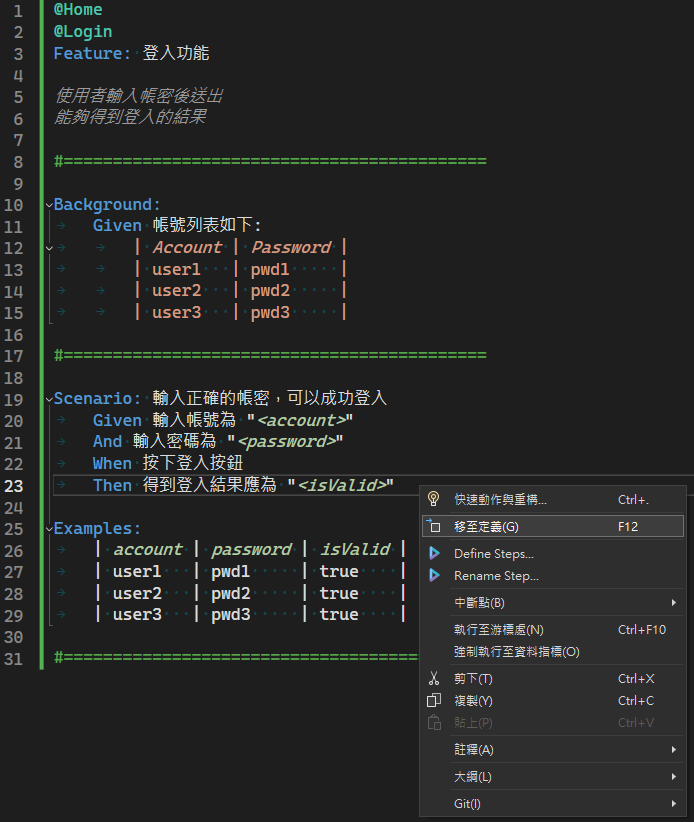 1 @Home
2 @Login
3 Feature: 登入功能
4
5 使用者輸入帳密後送出
6 能夠得到登入的結果
7
8 #===========================================
9
10 Background:
11 Given 帳號列表如下:
12 | Account | Password |
13 | user1 | pwd1 |
14 | user2 | pwd2 |
15 | user3 | pwd3 |
16
17 #===========================================
18
19 Scenario: 輸入正確的帳密，可以成功登入
20 Given 輸入帳號為 "<account>"
21 And 輸入密碼為 "<password>"
22 When 按下登入按鈕
23 Then 得到登入結果應為 "<isValid>"
24
25 Examples:
26 | account | password | isValid |
27 | user1 | pwd1 | true |
28 | user2 | pwd2 | true |
29 | user3 | pwd3 | true |
30
31 #====================================
快速動作與重構... Ctrl+.
移至定義(G) F12
Define Steps...
Rename Step...
中斷點(B)
執行至游標處(N) Ctrl+F10
強制執行至資料指標(O)
剪下(T) Ctrl+X
複製(Y) Ctrl+C
貼上(P) Ctrl+V
註釋(A)
大綱(L)
Git(I)